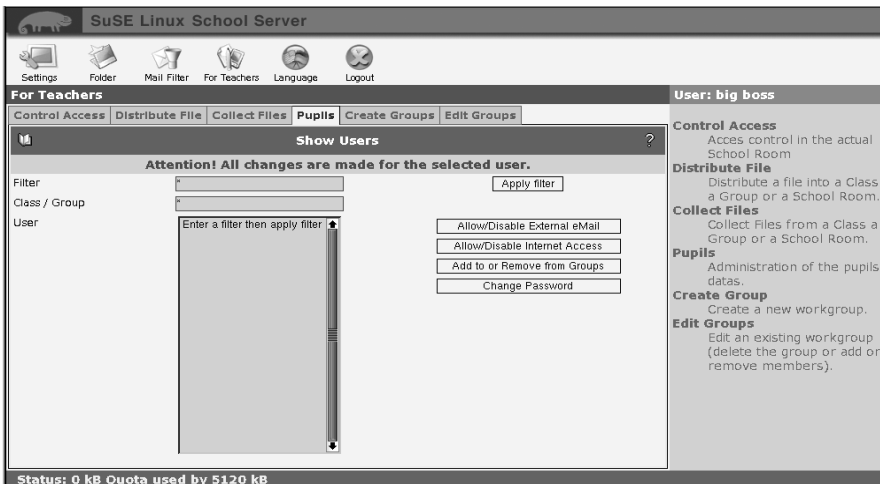 SuSE Linux School Server
Settings Folder Mail Filter For Teachers Language Logout
For Teachers
User: big boss
Control Access Distribute File Collect Files Pupils Create Groups Edit Groups
Show Users ?
Attention! All changes are made for the selected user.
Filter * Apply filter
Class / Group *
User Enter a filter then apply filter
Allow/Disable External eMail
Allow/Disable Internet Access
Add to or Remove from Groups
Change Password
Control Access
Acces control in the actual
School Room
Distribute File
Distribute a file into a Class
a Group or a School Room.
Collect Files
Collect Files from a Class a
Group or a School Room.
Pupils
Administration of the pupils
datas.
Create Group
Create a new workgroup.
Edit Groups
Edit an existing workgroup
(delete the group or add or
remove members).
Status: 0 kB Quota used by 5120 kB